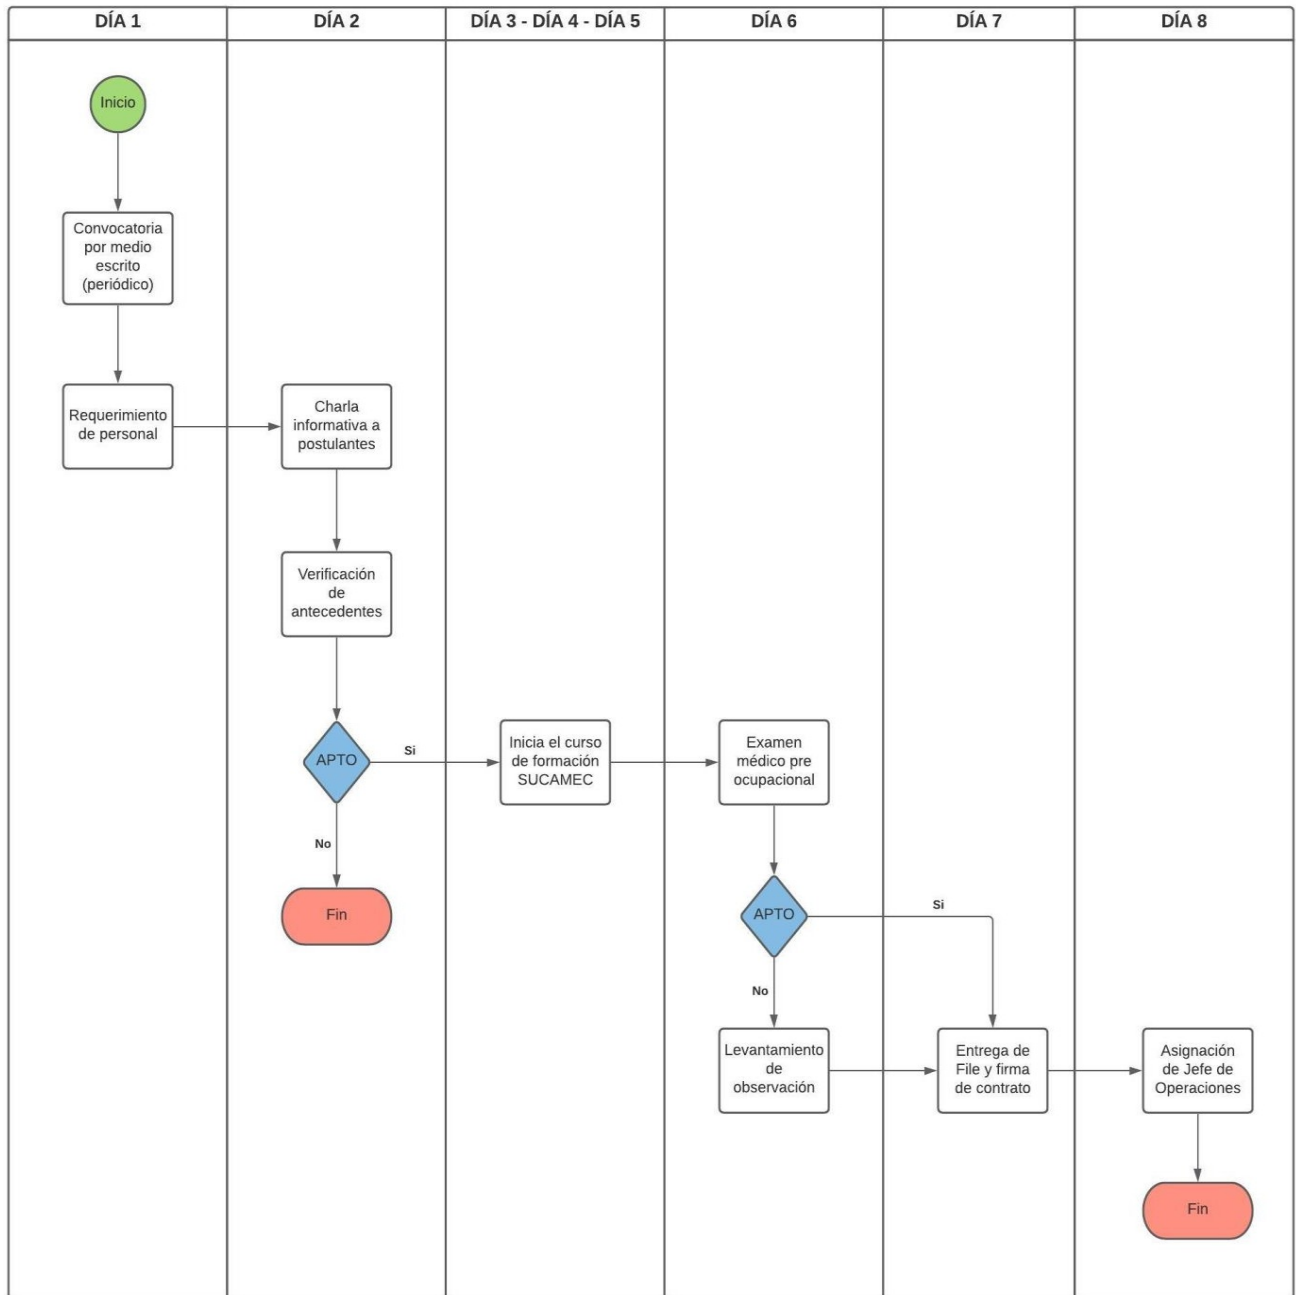 DÍA 1
DÍA 2
DÍA 3 - DÍA 4 - DÍA 5
DÍA 6
DÍA 7
DÍA 8
Inicio
Convocatoria
por medio
escrito
(periódico)
Requerimiento
de personal
Charla
informativa a
postulantes
Verificación
de
antecedentes
APTO
Si
No
Fin
Inicia el curso
de formación
SUCAMEC
Examen
médico pre
ocupacional
APTO
Si
No
Levantamiento
de
observación
Entrega de
File y firma
de contrato
Asignación
de Jefe de
Operaciones
Fin